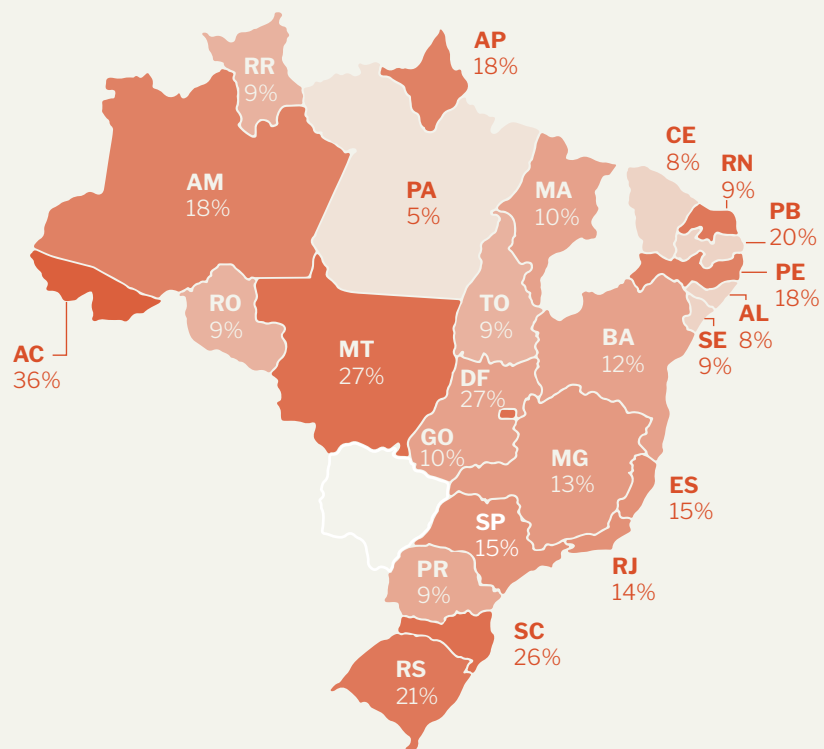 AP
18%
RR
9%
CE
8%
RN
9%
AM
18%
PA
5%
MA
10%
PB
20%
PE
18%
RO
9%
TO
9%
AL
8%
SE
9%
BA
12%
AC
36%
MT
27%
DF
27%
GO
10%
MG
13%
ES
15%
SP
15%
RJ
14%
PR
9%
SC
26%
RS
21%